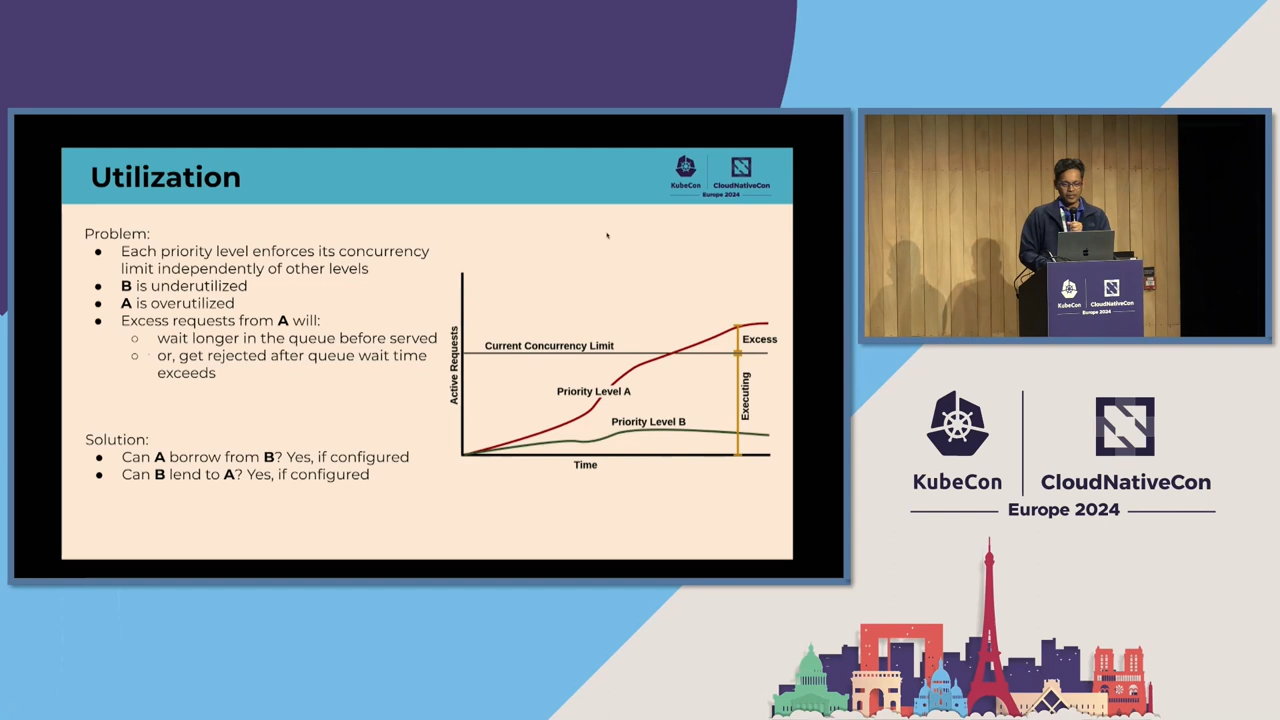 Utilization
KubeCon
CloudNativeCon
Europe 2024
Problem:
● Each priority level enforces its concurrency
limit independently of other levels
● B is underutilized
● A is overutilized
● Excess requests from A will:
○ wait longer in the queue before served
○ or, get rejected after queue wait time
exceeds
Solution:
● Can A borrow from B? Yes, if configured
● Can B lend to A? Yes, if configured
Active Requests
Current Concurrency Limit
Excess
Priority Level A
Executing
Priority Level B
Time
KubeCon
CloudNativeCon
Europe 2024
KubeCon
CloudNativeCon
Europe 2024